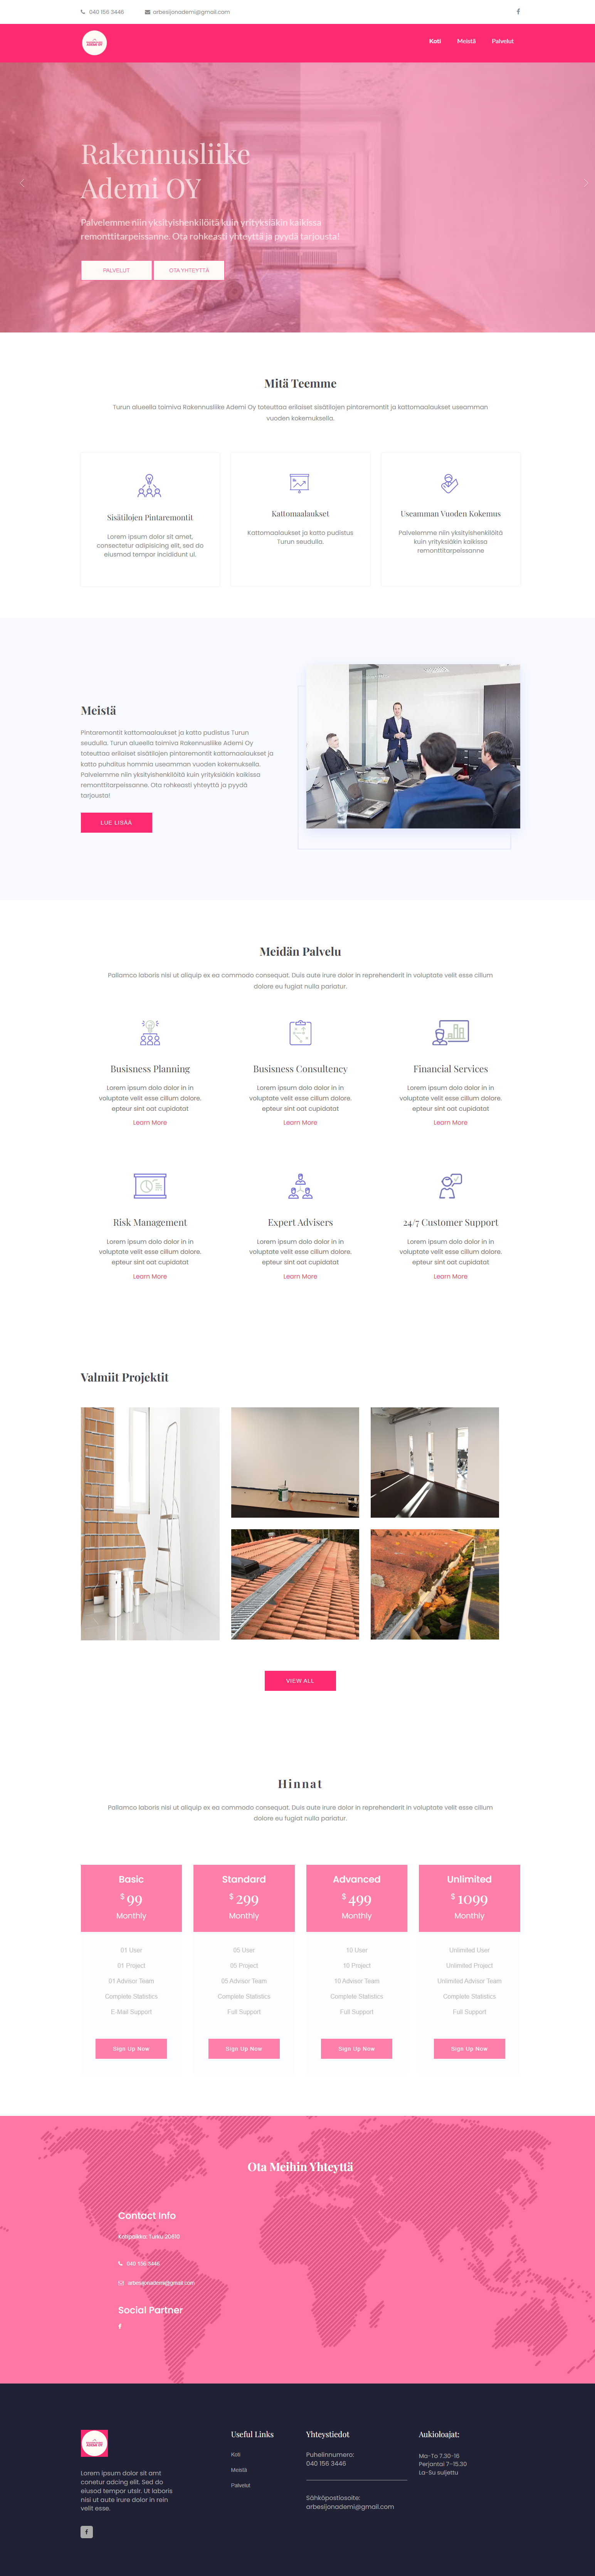 040 156 3446
arbesijonademi@gmail.com
Koti
Meistä
Palvelut
Rakennusliike
Ademi OY
Palvelemme niin yksityishenkilöitä kuin yrityksiäkin kaikissa
remonttitarpeissanne. Ota rohkeasti yhteyttä ja pyydä tarjousta!
PALVELUT
OTA YHTEYTTÄ
Mitä Teemme
Turun alueella toimiva Rakennusliike Ademi Oy toteuttaa erilaiset sisätilojen pintaremontit ja kattomaalaukset useamman
vuoden kokemuksella.
Sisätilojen Pintaremontit
Lorem ipsum dolor sit amet,
consectetur adipisicing elit, sed do
eiusmod tempor incididunt ut.
Kattomaalaukset
Kattomaalaukset ja katto pudistus
Turun seudulla.
Useamman Vuoden Kokemus
Palvelemme niin yksityishenkilöitä
kuin yrityksiäkin kaikissa
remonttitarpeissanne
Meistä
Pintaremontit kattomaalaukset ja katto pudistus Turun
seudulla. Turun alueella toimiva Rakennusliike Ademi Oy
toteuttaa erilaiset sisätilojen pintaremontit kattomaalaukset ja
katto puhditus hommia useamman vuoden kokemuksella.
Palvelemme niin yksityishenkilöitä kuin yrityksiäkin kaikissa
remonttitarpeissanne. Ota rohkeasti yhteyttä ja pyydä
tarjousta!
LUE LISÄÄ
Meidän Palvelu
Pallamco laboris nisi ut aliquip ex ea commodo consequat. Duis aute irure dolor in reprehenderit in voluptate velit esse cillum
dolore eu fugiat nulla pariatur.
Busisness Planning
Lorem ipsum dolo dolor in in
voluptate velit esse cillum dolore.
epteur sint oat cupidatat
Learn More
Busisness Consultency
Lorem ipsum dolo dolor in in
voluptate velit esse cillum dolore.
epteur sint oat cupidatat
Learn More
Financial Services
Lorem ipsum dolo dolor in in
voluptate velit esse cillum dolore.
epteur sint oat cupidatat
Learn More
Risk Management
Lorem ipsum dolo dolor in in
voluptate velit esse cillum dolore.
epteur sint oat cupidatat
Learn More
Expert Advisers
Lorem ipsum dolo dolor in in
voluptate velit esse cillum dolore.
epteur sint oat cupidatat
Learn More
24/7 Customer Support
Lorem ipsum dolo dolor in in
voluptate velit esse cillum dolore.
epteur sint oat cupidatat
Learn More
Valmiit Projektit
VIEW ALL
Hinnat
Pallamco laboris nisi ut aliquip ex ea commodo consequat. Duis aute irure dolor in reprehenderit in voluptate velit esse cillum
dolore eu fugiat nulla pariatur.
Basic
$ 99
Monthly
01 User
01 Project
01 Advisor Team
Complete Statistics
E-Mail Support
Sign Up Now
Standard
$ 299
Monthly
05 User
05 Project
05 Advisor Team
Complete Statistics
Full Support
Sign Up Now
Advanced
$ 499
Monthly
10 User
10 Project
10 Advisor Team
Complete Statistics
Full Support
Sign Up Now
Unlimited
$ 1099
Monthly
Unlimited User
Unlimited Project
Unlimited Advisor Team
Complete Statistics
Full Support
Sign Up Now
Ota Meihin Yhteyttä
Contact Info
Kotipaikka: Turku 20610
040 156 3446
arbesijonademi@gmail.com
Social Partner
Lorem ipsum dolor sit amt
conetur adcing elit. Sed do
eiusod tempor utslr. Ut laboris
nisi ut aute irure dolor in rein
velit esse.
Useful Links
Koti
Meistä
Palvelut
Yhteystiedot
Puhelinnumero:
040 156 3446
Sähköpostiosoite:
arbesijonademi@gmail.com
Aukioloajat:
Ma-To 7.30-16
Perjantai 7-15.30
La-Su suljettu